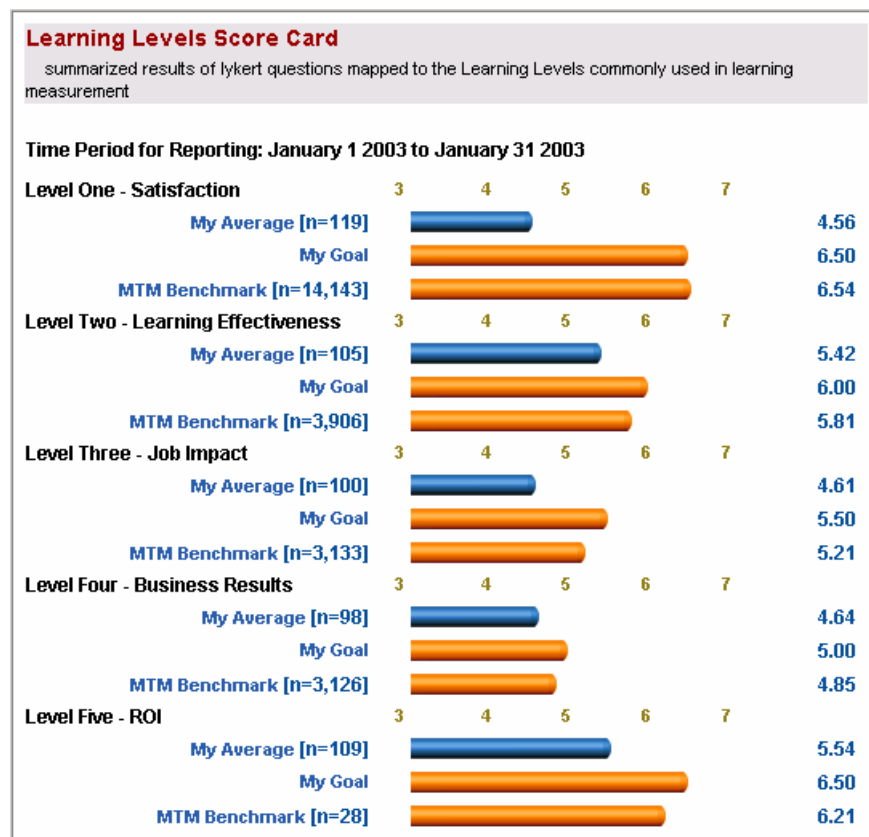 Learning Levels Score Card
summarized results of lykert questions mapped to the Learning Levels commonly used in learning
measurement
Time Period for Reporting: January 1 2003 to January 31 2003
Level One - Satisfaction 3 4 5 6 7
My Average [n=119] 4.56
My Goal 6.50
MTM Benchmark [n=14,143] 6.54
Level Two - Learning Effectiveness 3 4 5 6 7
My Average [n=105] 5.42
My Goal 6.00
MTM Benchmark [n=3,906] 5.81
Level Three - Job Impact 3 4 5 6 7
My Average [n=100] 4.61
My Goal 5.50
MTM Benchmark [n=3,133] 5.21
Level Four - Business Results 3 4 5 6 7
My Average [n=98] 4.64
My Goal 5.00
MTM Benchmark [n=3,126] 4.85
Level Five - ROI 3 4 5 6 7
My Average [n=109] 5.54
My Goal 6.50
MTM Benchmark [n=28] 6.21